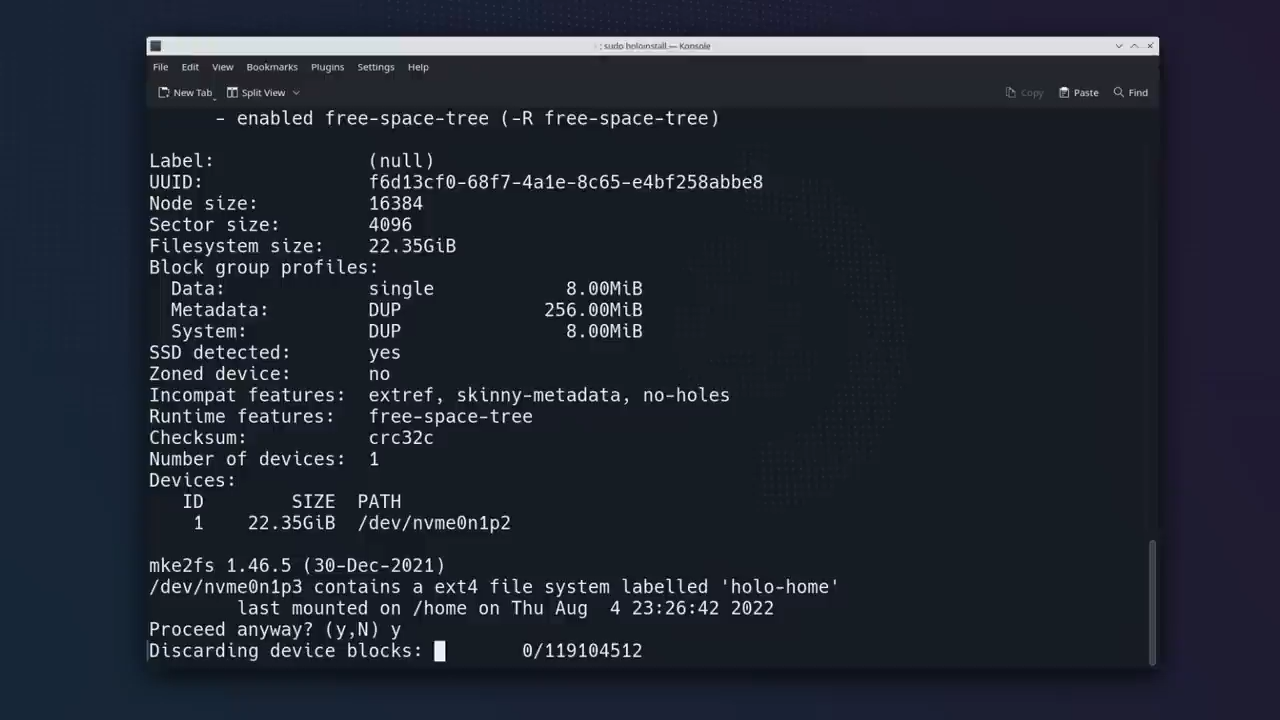 : sudo holoinstall — Konsole
File Edit View Bookmarks Plugins Settings Help
New Tab Split View Copy Paste Find
- enabled free-space-tree (-R free-space-tree)
Label: (null)
UUID: f6d13cf0-68f7-4a1e-8c65-e4bf258abbe8
Node size: 16384
Sector size: 4096
Filesystem size: 22.35GiB
Block group profiles:
Data: single 8.00MiB
Metadata: DUP 256.00MiB
System: DUP 8.00MiB
SSD detected: yes
Zoned device: no
Incompat features: extref, skinny-metadata, no-holes
Runtime features: free-space-tree
Checksum: crc32c
Number of devices: 1
Devices:
ID SIZE PATH
1 22.35GiB /dev/nvme0n1p2
mke2fs 1.46.5 (30-Dec-2021)
/dev/nvme0n1p3 contains a ext4 file system labelled 'holo-home'
last mounted on /home on Thu Aug  4 23:26:42 2022
Proceed anyway? (y,N) y
Discarding device blocks: 0/119104512